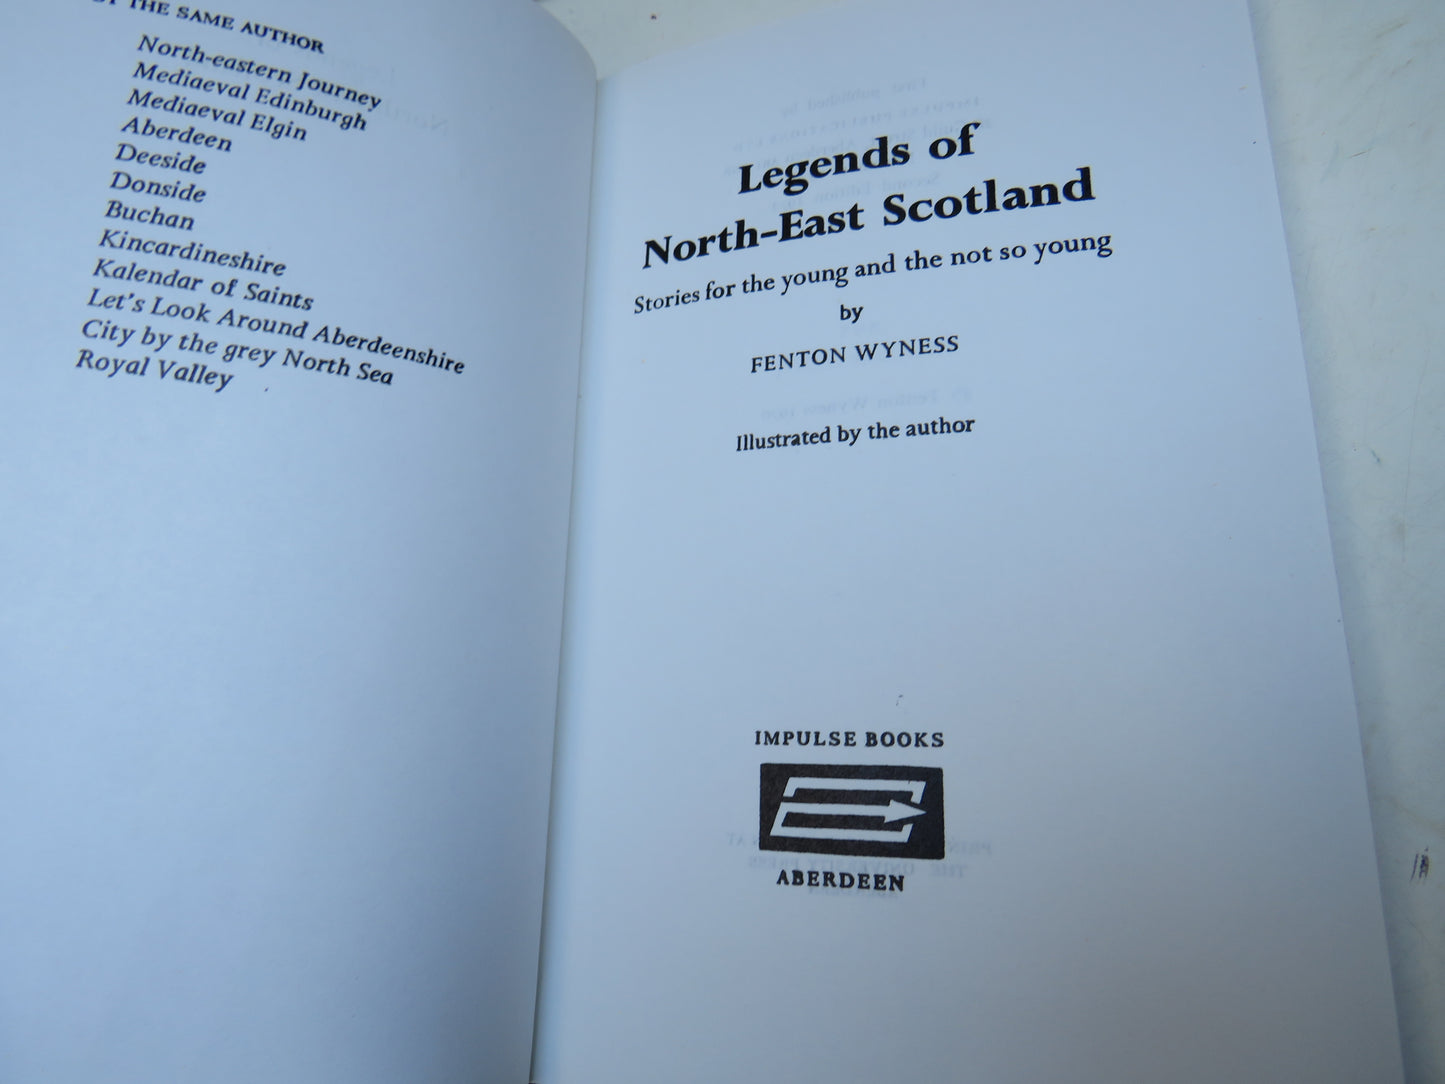 THE SAME AUTHOR
North-eastern Journey
Mediaeval Edinburgh
Mediaeval Elgin
Aberdeen
Deeside
Donside
Buchan
Kincardineshire
Kalendar of Saints
Let's Look Around Aberdeenshire
City by the grey North Sea
Royal Valley
Legends of
North-East Scotland
Stories for the young and the not so young
by
FENTON WYNESS
Illustrated by the author
IMPULSE BOOKS
ABERDEEN